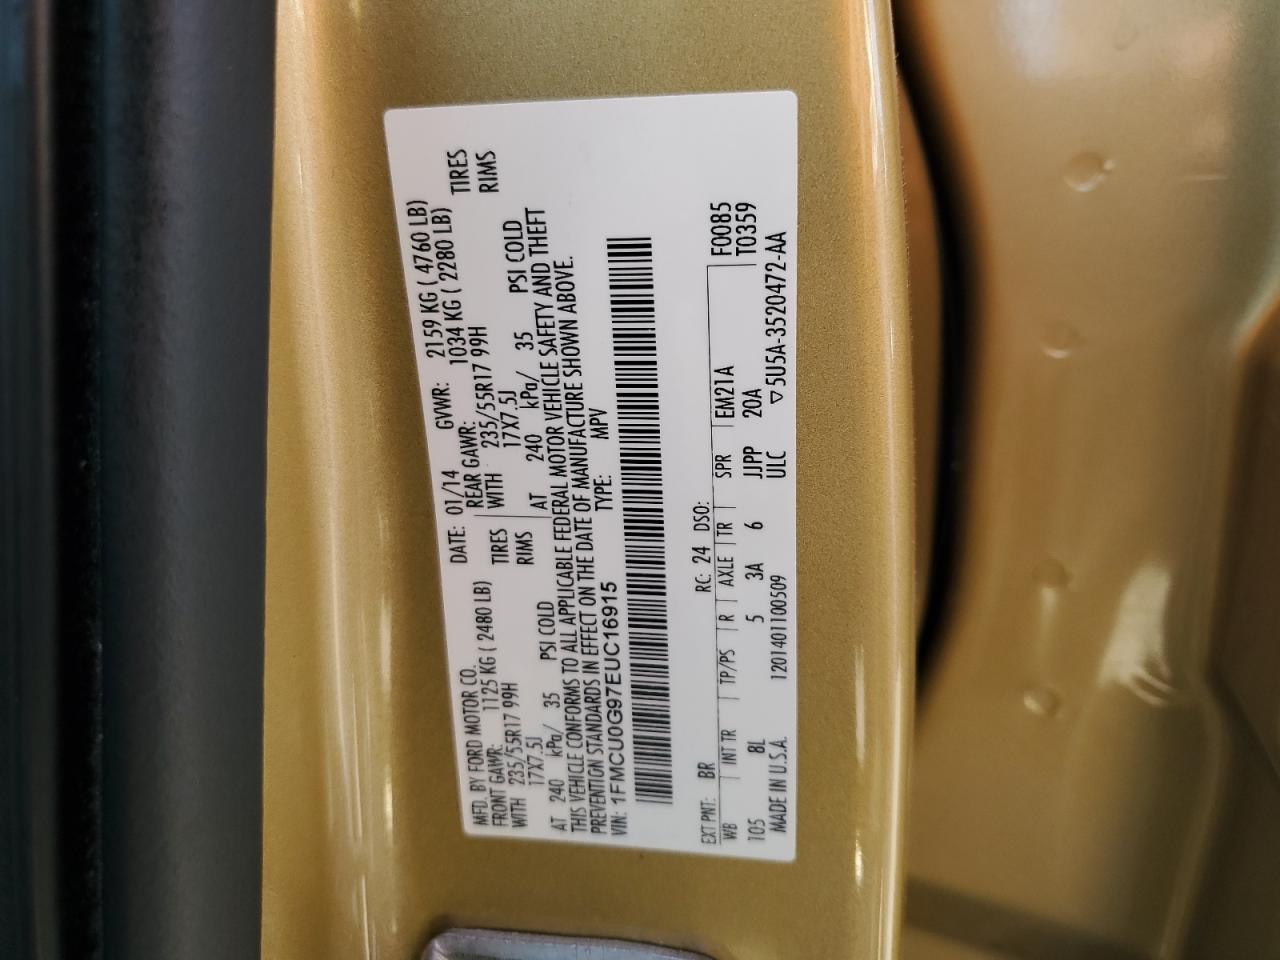 MFD. BY FORD MOTOR CO. DATE: 01/14 GVWR: 2159 KG ( 4760 LB)
FRONT GAWR: 1125 KG ( 2480 LB) REAR GAWR: 1034 KG ( 2280 LB)
WITH 235/55R17 99H TIRES WITH 235/55R17 99H TIRES
17X7.5J RIMS 17X7.5J RIMS
AT 240 kPa/ 35 PSI COLD AT 240 kPa/ 35 PSI COLD
THIS VEHICLE CONFORMS TO ALL APPLICABLE FEDERAL MOTOR VEHICLE SAFETY AND THEFT
PREVENTION STANDARDS IN EFFECT ON THE DATE OF MANUFACTURE SHOWN ABOVE.
VIN: 1FMCU0G97EUC16915 TYPE: MPV
EXT PNT: BR RC: 24 DSO: F0085
WB INT TR TP/PS R AXLE TR SPR EM21A T0359
105 8L 5 3A 6 JJPP 20A
MADE IN U.S.A. 1201401100509 ULC ▽5U5A-3520472-AA